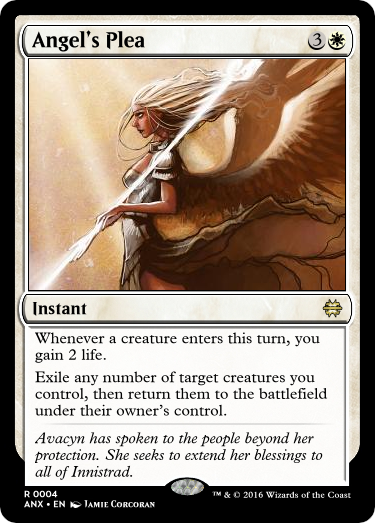 Angel's Plea 3
Instant
Whenever a creature enters this turn, you
gain 2 life.
Exile any number of target creatures you
control, then return them to the battlefield
under their owner's control.
Avacyn has spoken to the people beyond her
protection. She seeks to extend her blessings to
all of Innistrad.
R 0004
ANX • EN Jamie Corcoran
™ & © 2016 Wizards of the Coast